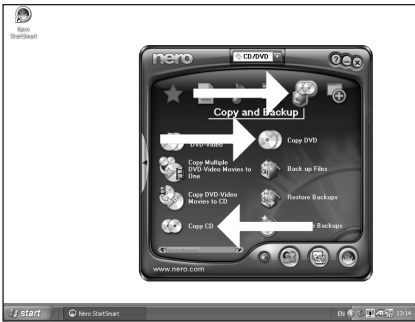 Nero
StartSmart
nero
CD/DVD
Copy and Backup
DVD-Video
Copy DVD
Copy Multiple
DVD-Video Movies to
One
Back up Files
Copy DVD-Video
Movies to CD
Restore Backups
Copy CD
Backups
www.nero.com
start
Nero StartSmart
EN
13:14